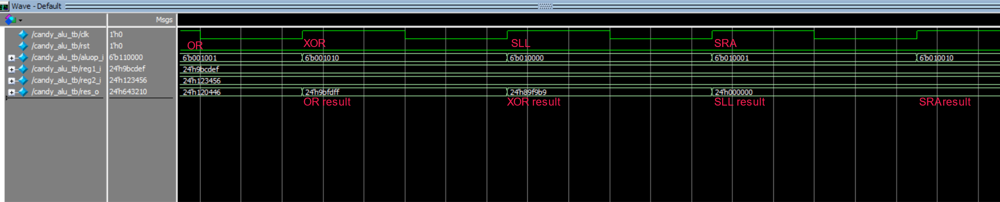 Wave - Default
Msgs
/candy_alu_tb/clk 1'h0
/candy_alu_tb/rst 1'h0
OR XOR SLL SRA
/candy_alu_tb/aluop_i 6'b110000 6'b001001 6'b001010 6'b010000 6'b010001 6'b010010
/candy_alu_tb/reg1_i 24'h9bcdef 24'h9bcdef
/candy_alu_tb/reg2_i 24'h123456 24'h123456
/candy_alu_tb/res_o 24'h643210 24'h120446 24'h9bfdff 24'h89f9b9 24'h000000
OR result XOR result SLL result SRA result